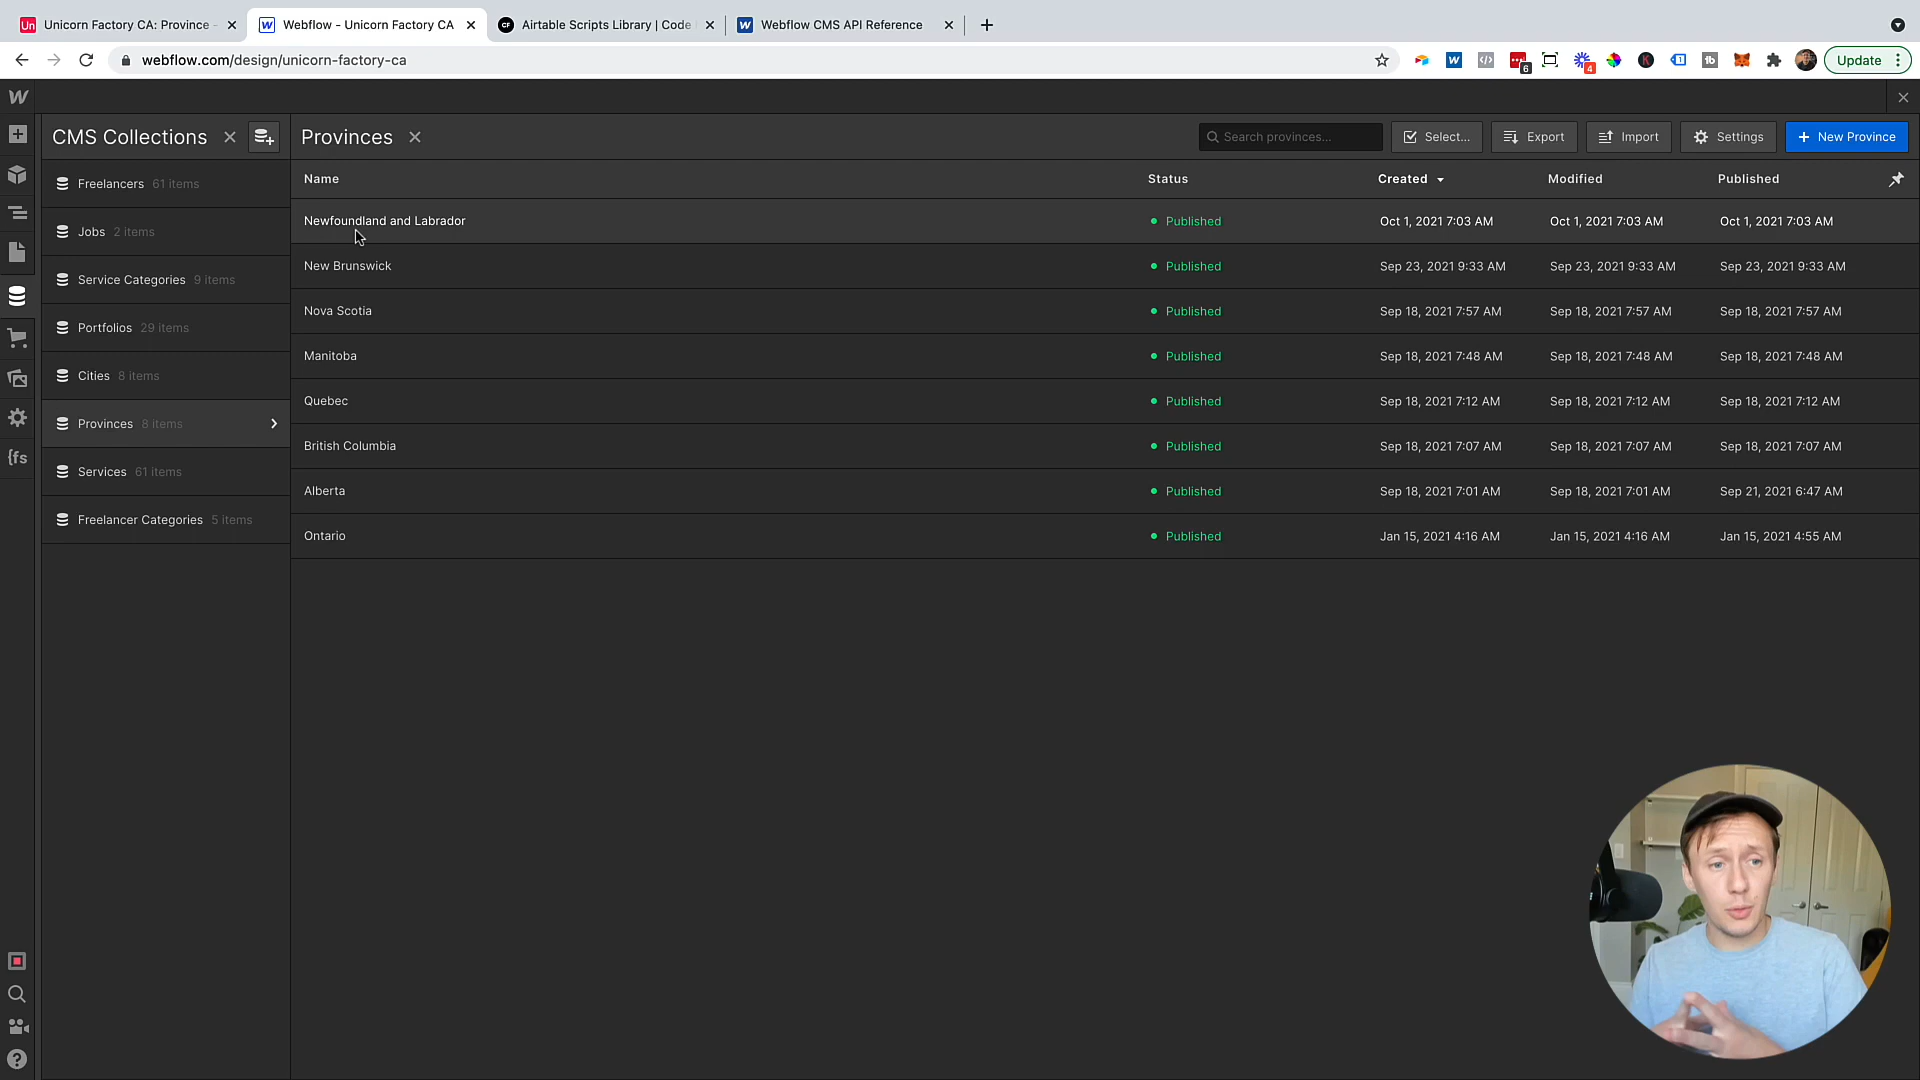 Unicorn Factory CA: Province -
Webflow - Unicorn Factory CA
Airtable Scripts Library | Code
Webflow CMS API Reference
webflow.com/design/unicorn-factory-ca
6
4
Update
CMS Collections
Provinces
Search provinces...
Select...
Export
Import
Settings
New Province
Freelancers 61 items
Jobs 2 items
Service Categories 9 items
Portfolios 29 items
Cities 8 items
Provinces 8 items
Services 61 items
Freelancer Categories 5 items
Name Status Created Modified Published
Newfoundland and Labrador Published Oct 1, 2021 7:03 AM Oct 1, 2021 7:03 AM Oct 1, 2021 7:03 AM
New Brunswick Published Sep 23, 2021 9:33 AM Sep 23, 2021 9:33 AM Sep 23, 2021 9:33 AM
Nova Scotia Published Sep 18, 2021 7:57 AM Sep 18, 2021 7:57 AM Sep 18, 2021 7:57 AM
Manitoba Published Sep 18, 2021 7:48 AM Sep 18, 2021 7:48 AM Sep 18, 2021 7:48 AM
Quebec Published Sep 18, 2021 7:12 AM Sep 18, 2021 7:12 AM Sep 18, 2021 7:12 AM
British Columbia Published Sep 18, 2021 7:07 AM Sep 18, 2021 7:07 AM Sep 18, 2021 7:07 AM
Alberta Published Sep 18, 2021 7:01 AM Sep 18, 2021 7:01 AM Sep 21, 2021 6:47 AM
Ontario Published Jan 15, 2021 4:16 AM Jan 15, 2021 4:16 AM Jan 15, 2021 4:55 AM